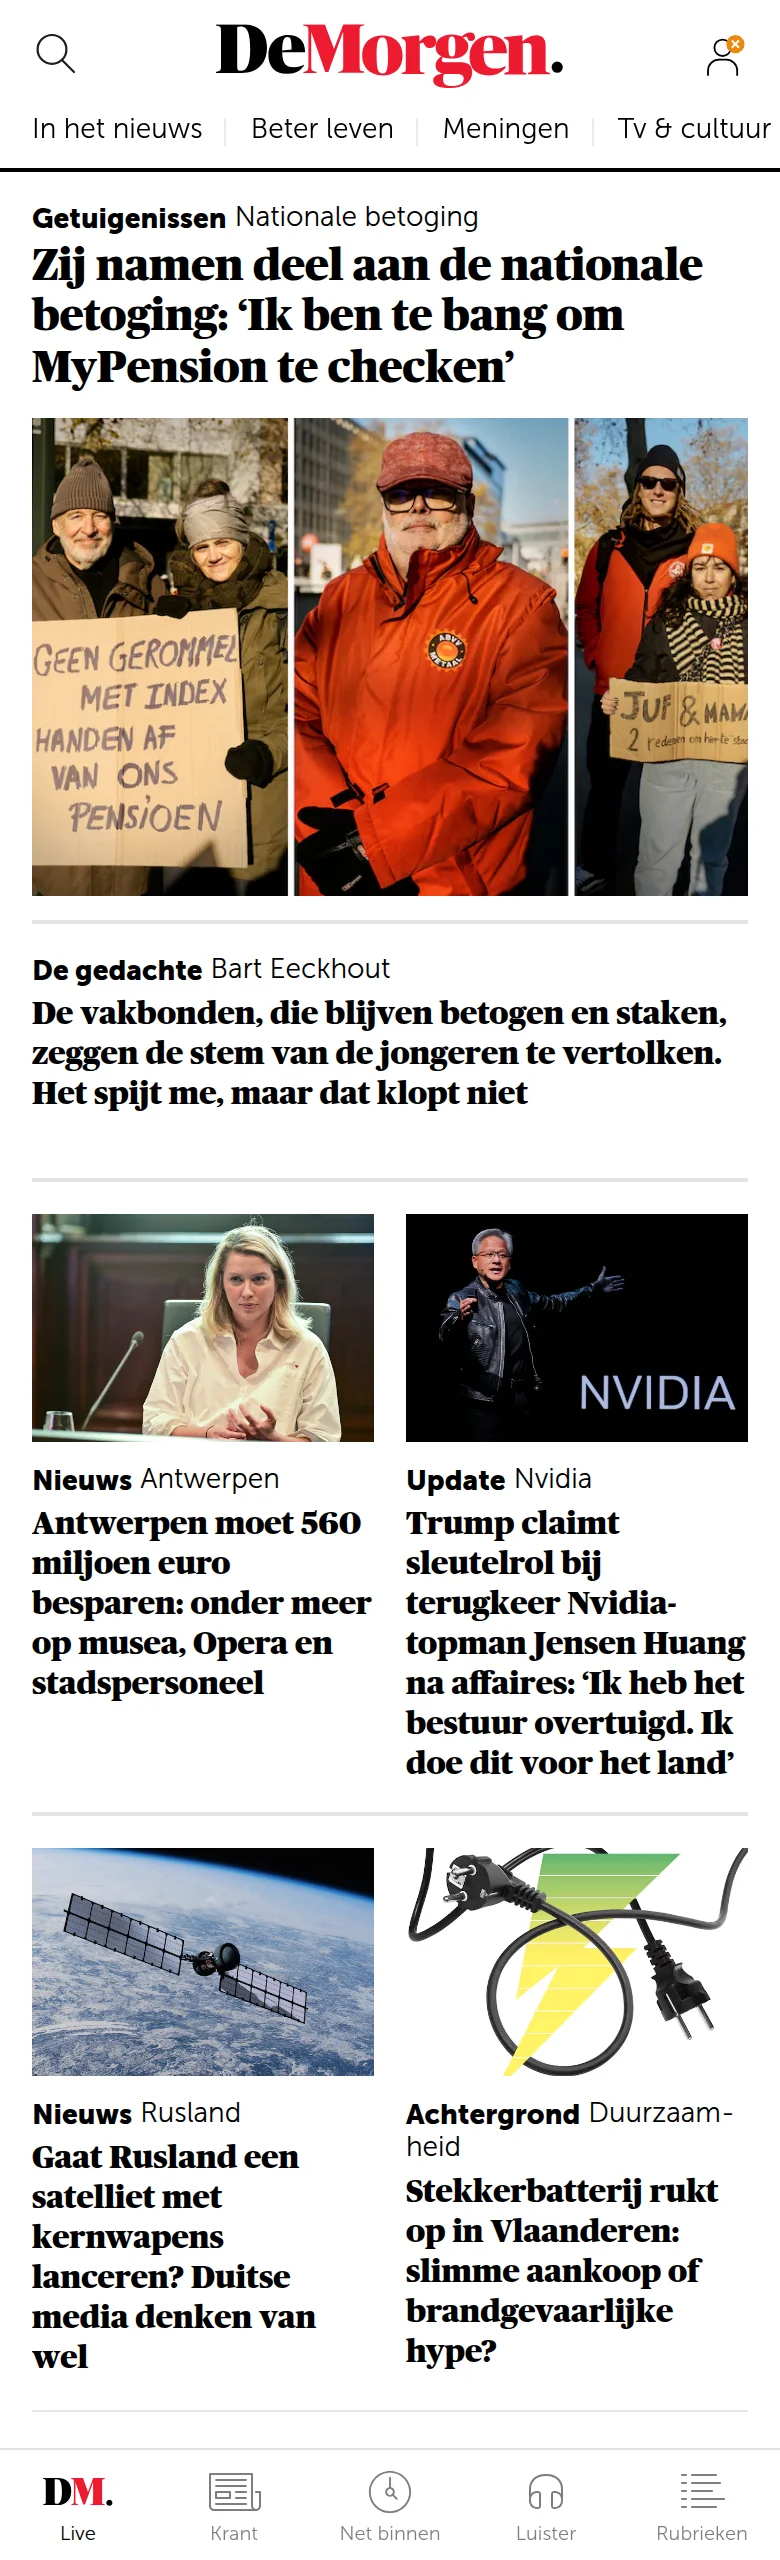 DeMorgen.
In het nieuws
Beter leven
Meningen
Tv & cultuur
Getuigenissen Nationale betoging
Zij namen deel aan de nationale
betoging: ‘Ik ben te bang om
MyPension te checken’
GEEN GEROMMEL
MET INDEX
HANDEN AF
VAN ONS
PENSIOEN
ABVV
METAAL
JUF & MAMA
2 redenen om hier te staan
De gedachte Bart Eeckhout
De vakbonden, die blijven betogen en staken,
zeggen de stem van de jongeren te vertolken.
Het spijt me, maar dat klopt niet
Nieuws Antwerpen
Antwerpen moet 560
miljoen euro
besparen: onder meer
op musea, Opera en
stadspersoneel
NVIDIA
Update Nvidia
Trump claimt
sleutelrol bij
terugkeer Nvidia-
topman Jensen Huang
na affaires: ‘Ik heb het
bestuur overtuigd. Ik
doe dit voor het land’
Nieuws Rusland
Gaat Rusland een
satelliet met
kernwapens
lanceren? Duitse
media denken van
wel
Achtergrond Duurzaam-
heid
Stekkerbatterij rukt
op in Vlaanderen:
slimme aankoop of
brandgevaarlijke
hype?
DM.
Live
Krant
Net binnen
Luister
Rubrieken